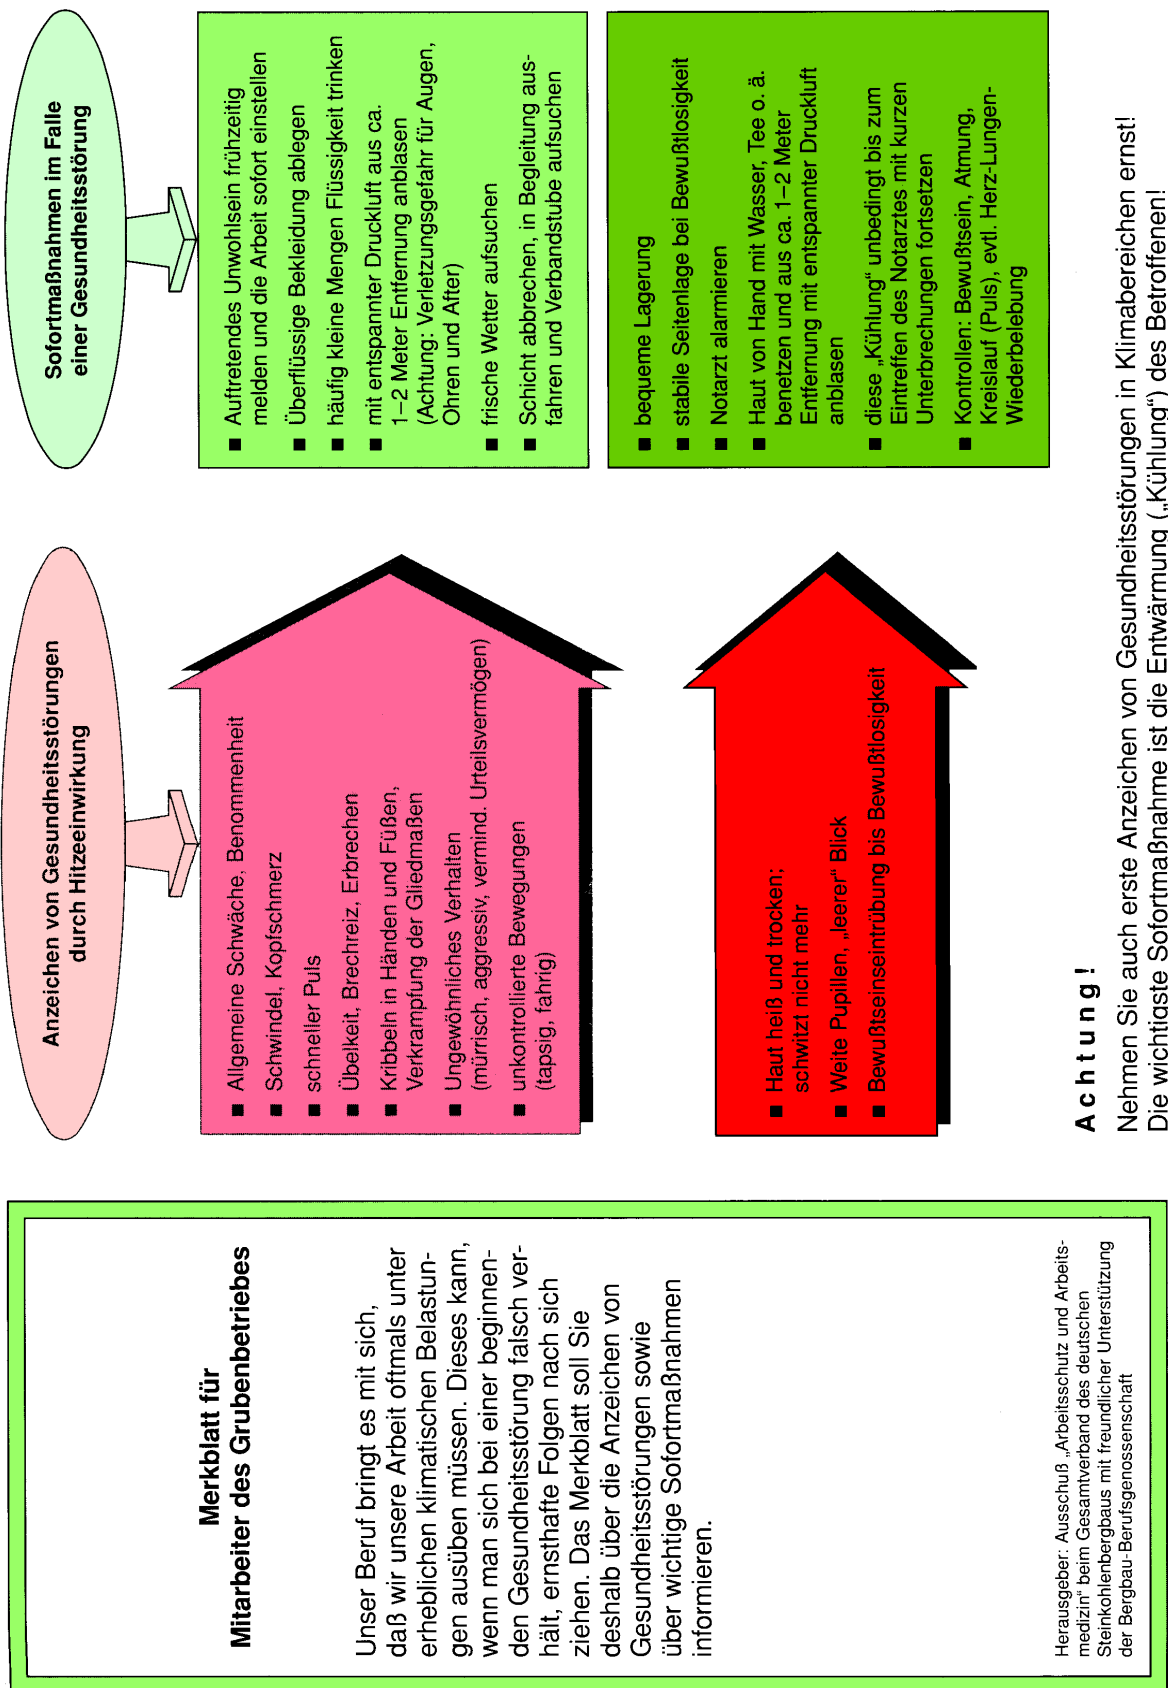 Merkblatt für
Mitarbeiter des Grubenbetriebes
Unser Beruf bringt es mit sich,
daß wir unsere Arbeit oftmals unter
erheblichen klimatischen Belastun-
gen ausüben müssen. Dieses kann,
wenn man sich bei einer beginnen-
den Gesundheitsstörung falsch ver-
hält, ernsthafte Folgen nach sich
ziehen. Das Merkblatt soll Sie
deshalb über die Anzeichen von
Gesundheitsstörungen sowie
über wichtige Sofortmaßnahmen
informieren.
Herausgeber: Ausschuß „Arbeitsschutz und Arbeits-
medizin“ beim Gesamtverband des deutschen
Steinkohlenbergbaus mit freundlicher Unterstützung
der Bergbau-Berufsgenossenschaft
Anzeichen von Gesundheitsstörungen
durch Hitzeeinwirkung
■ Allgemeine Schwäche, Benommenheit
■ Schwindel, Kopfschmerz
■ schneller Puls
■ Übelkeit, Brechreiz, Erbrechen
■ Kribbeln in Händen und Füßen,
Verkrampfung der Gliedmaßen
■ Ungewöhnliches Verhalten
(mürrisch, aggressiv, vermind. Urteilsvermögen)
■ unkontrollierte Bewegungen
(tapsig, fahrig)
■ Haut heiß und trocken;
schwitzt nicht mehr
■ Weite Pupillen, „leerer“ Blick
■ Bewußtseinseintrübung bis Bewußtlosigkeit
Sofortmaßnahmen im Falle
einer Gesundheitsstörung
■ Auftretendes Unwohlsein frühzeitig
melden und die Arbeit sofort einstellen
■ Überflüssige Bekleidung ablegen
■ häufig kleine Mengen Flüssigkeit trinken
■ mit entspannter Druckluft aus ca.
1–2 Meter Entfernung anblasen
(Achtung: Verletzungsgefahr für Augen,
Ohren und After)
■ frische Wetter aufsuchen
■ Schicht abbrechen, in Begleitung aus-
fahren und Verbandstube aufsuchen
■ bequeme Lagerung
■ stabile Seitenlage bei Bewußtlosigkeit
■ Notarzt alarmieren
■ Haut von Hand mit Wasser, Tee o. ä.
benetzen und aus ca. 1–2 Meter
Entfernung mit entspannter Druckluft
anblasen
■ diese „Kühlung“ unbedingt bis zum
Eintreffen des Notarztes mit kurzen
Unterbrechungen fortsetzen
■ Kontrollen: Bewußtsein, Atmung,
Kreislauf (Puls), evtl. Herz-Lungen-
Wiederbelebung
Achtung!
Nehmen Sie auch erste Anzeichen von Gesundheitsstörungen in Klimabereichen ernst!
Die wichtigste Sofortmaßnahme ist die Entwärmung („Kühlung“) des Betroffenen!